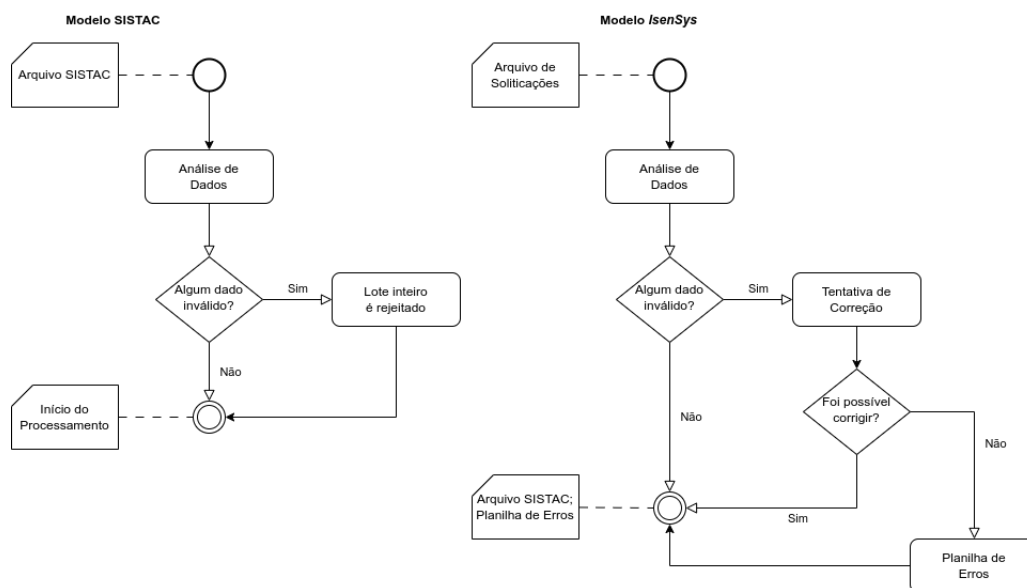 Modelo SISTAC
Arquivo SISTAC
Análise de
Dados
Algum dado
inválido?
Sim
Lote inteiro
é rejeitado
Não
Início do
Processamento
Modelo IsenSys
Arquivo de
Soliticações
Análise de
Dados
Algum dado
inválido?
Sim
Tentativa de
Correção
Foi possível
corrigir?
Não
Não
Sim
Arquivo SISTAC;
Planilha de Erros
Planilha de
Erros